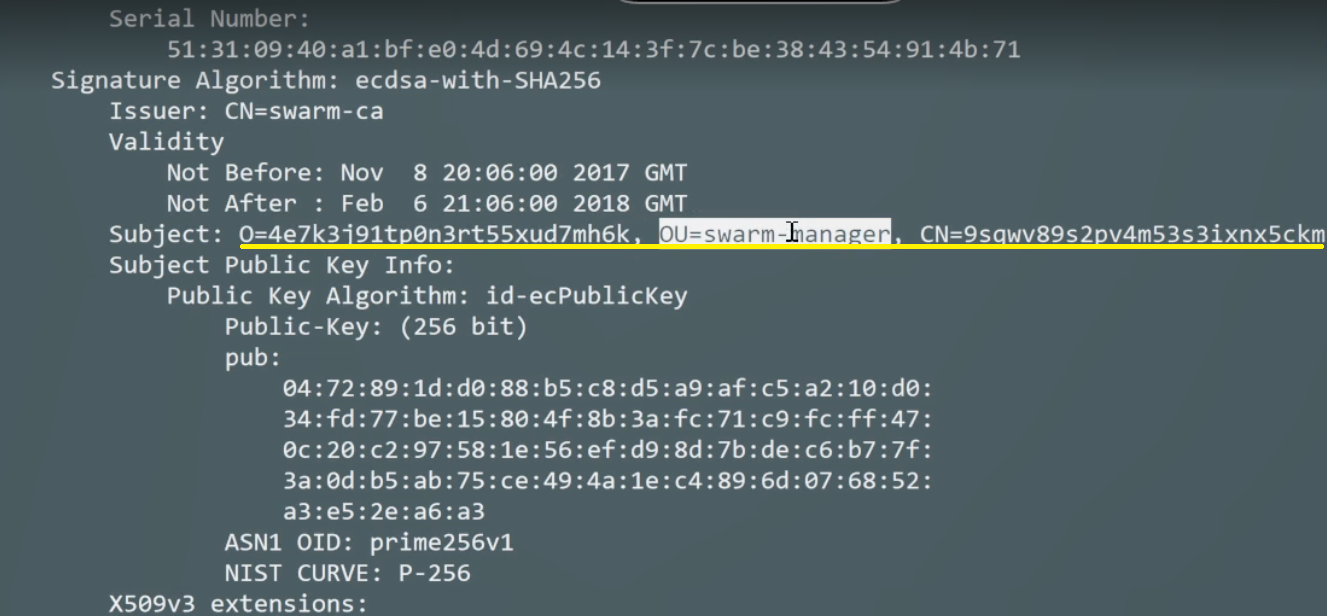 Serial Number:
51:31:09:40:a1:bf:e0:4d:69:4c:14:3f:7c:be:38:43:54:91:4b:71
Signature Algorithm: ecdsa-with-SHA256
Issuer: CN=swarm-ca
Validity
Not Before: Nov  8 20:06:00 2017 GMT
Not After : Feb  6 21:06:00 2018 GMT
Subject: O=4e7k3j91tp0n3rt55xud7mh6k, OU=swarm-manager, CN=9sqwv89s2pv4m53s3ixnx5ckm
Subject Public Key Info:
Public Key Algorithm: id-ecPublicKey
Public-Key: (256 bit)
pub:
04:72:89:1d:d0:88:b5:c8:d5:a9:af:c5:a2:10:d0:
34:fd:77:be:15:80:4f:8b:3a:fc:71:c9:fc:ff:47:
0c:20:c2:97:58:1e:56:ef:d9:8d:7b:de:c6:b7:7f:
3a:0d:b5:ab:75:ce:49:4a:1e:c4:89:6d:07:68:52:
a3:e5:2e:a6:a3
ASN1 OID: prime256v1
NIST CURVE: P-256
X509v3 extensions: